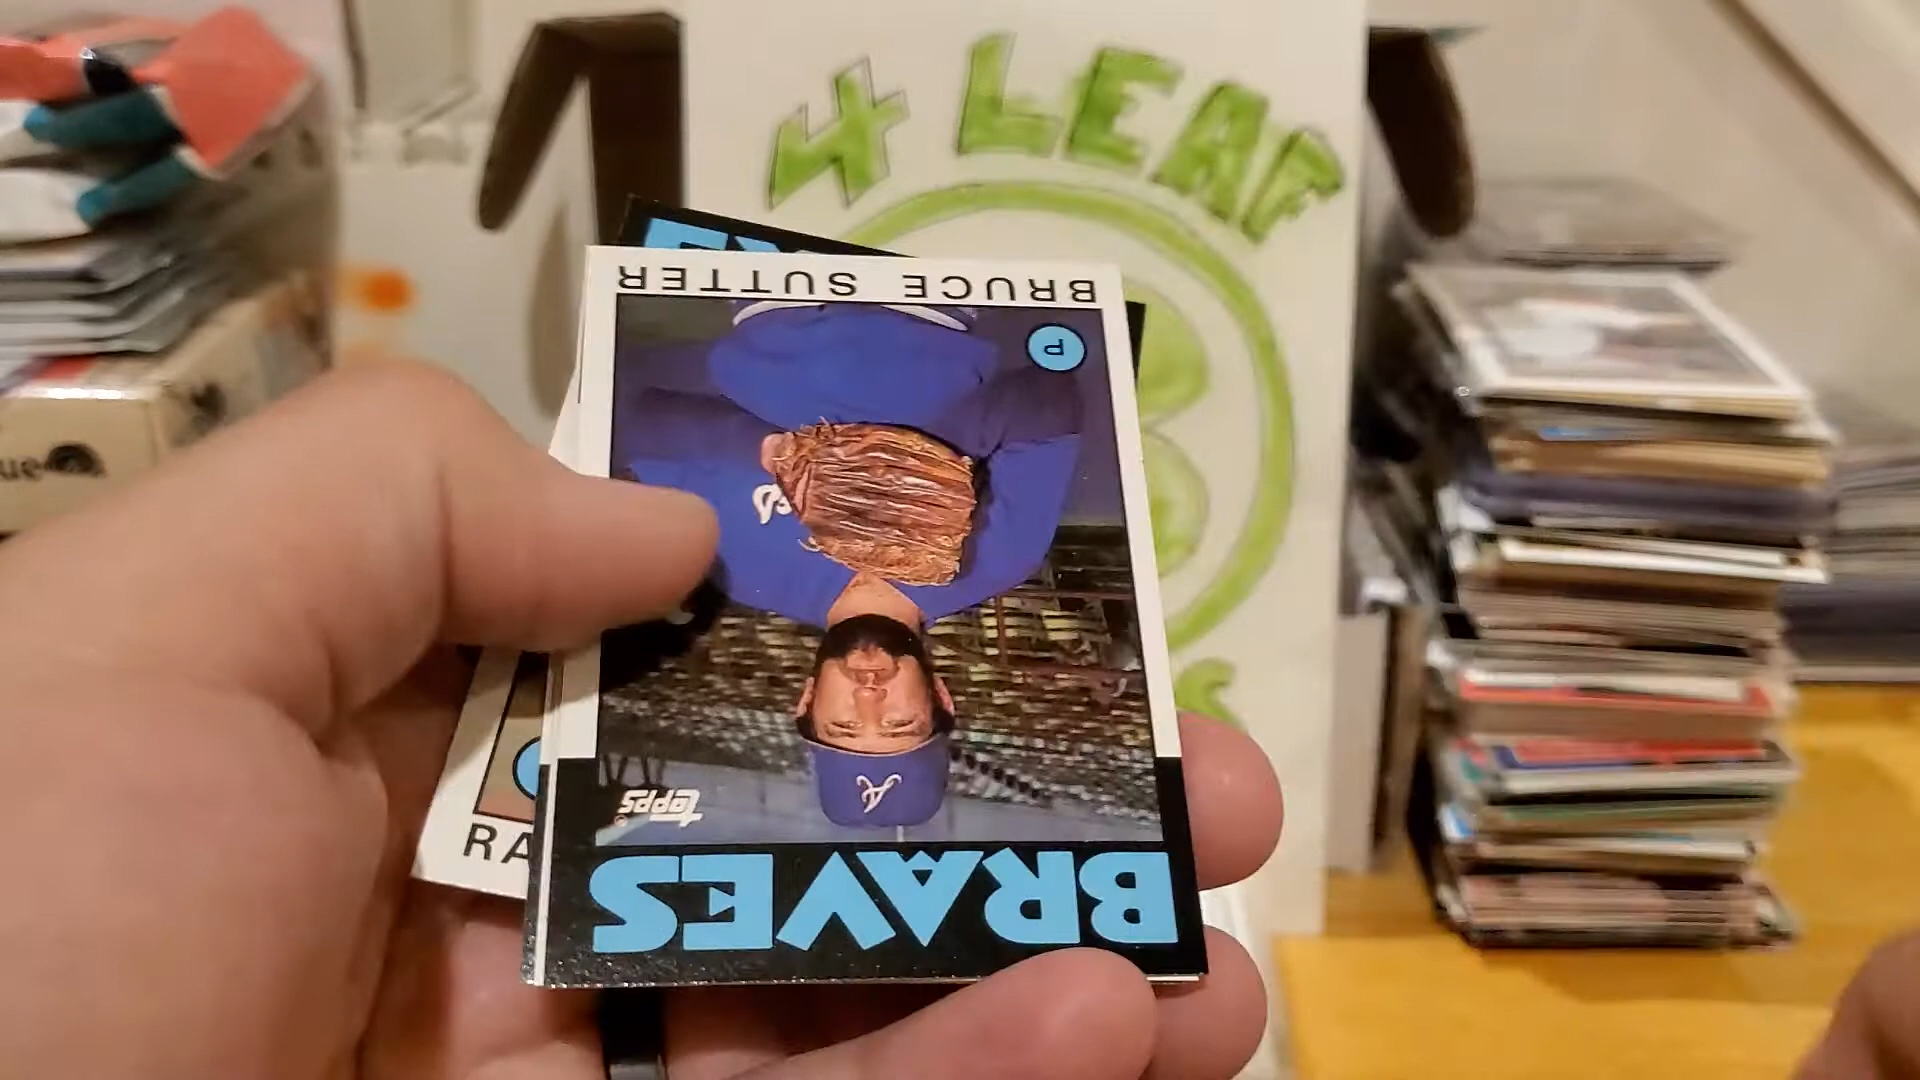 4 LEAF
BRUCE SUTTER
P
topps
BRAVES
RA